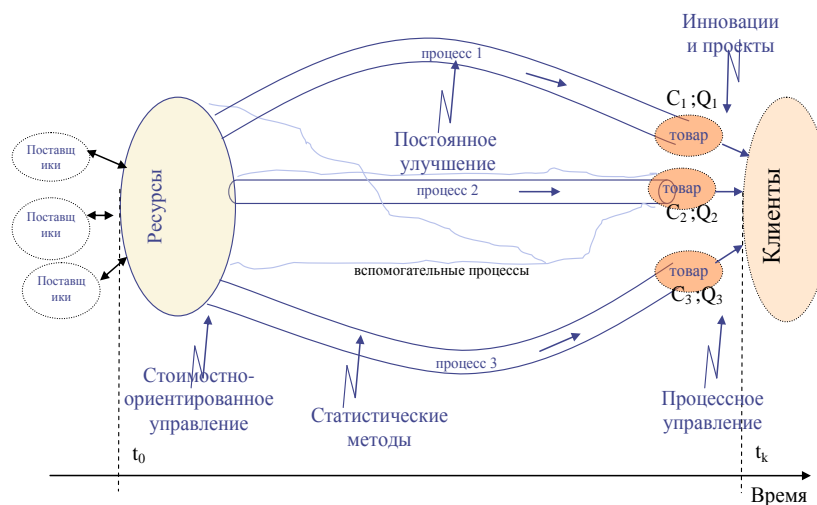 Инновации
и проекты
процесс 1
C1 ;Q1
товар
Постоянное
улучшение
Поставщ
ики
Поставщ
ики
Поставщ
ики
Ресурсы
процесс 2
товар
C2 ;Q2
Клиенты
вспомогательные процессы
товар
C3 ;Q3
процесс 3
Стоимостно-
ориентированное
управление
Статистические
методы
Процессное
управление
t0
tk
Время